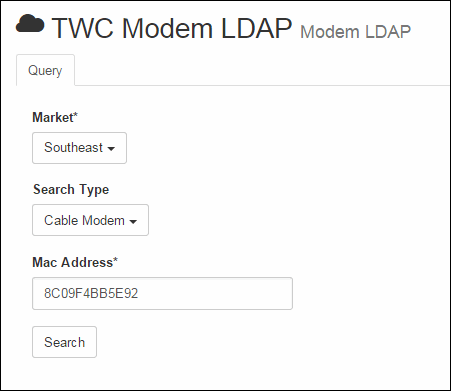 TWC Modem LDAP Modem LDAP
Query
Market*
Southeast
Search Type
Cable Modem
Mac Address*
8C09F4BB5E92
Search